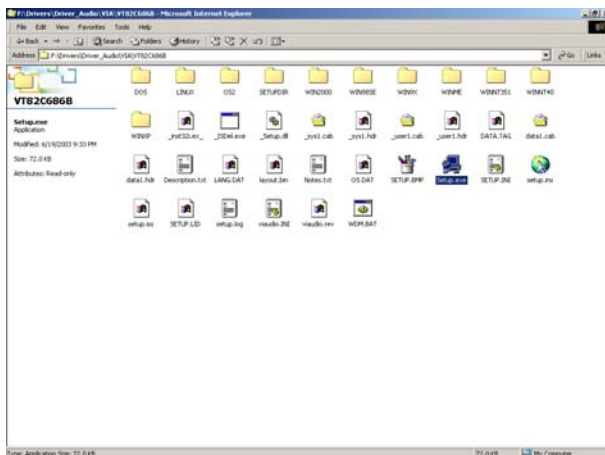 F:\Drivers\Driver_Audio\VIA\VT82C686B - Microsoft Internet Explorer
File Edit View Favorites Tools Help
Back Search Folders History
Address F:\Drivers\Driver_Audio\VIA\VT82C686B Go Links
DOS LINUX OS2 SETUPDIR WIN2000 WIN98SE WIN9X WINME WINNT351 WINNT40
VT82C686B
Setup.exe
Application
Modified: 6/19/2003 9:33 PM
Size: 72.0 KB
Attributes: Read-only
WINXP _inst32i.ex_ _ISDel.exe _Setup.dll _sys1.cab _sys1.hdr _user1.cab _user1.hdr DATA.TAG data1.cab
data1.hdr Description.txt LANG.DAT layout.bin Notes.txt OS.DAT SETUP.BMP Setup.exe SETUP.INI setup.ins
setup.iss SETUP.LID setup.log viaudio.INI viaudio.rev WDM.BAT
Type: Application Size: 72.0 KB 72.0 KB My Computer